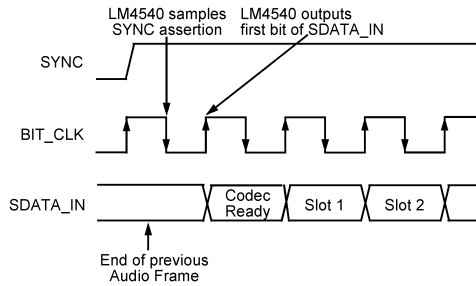 LM4540 samples
SYNC assertion
LM4540 outputs
first bit of SDATA_IN
SYNC
BIT_CLK
SDATA_IN
Codec
Ready
Slot 1
Slot 2
End of previous
Audio Frame